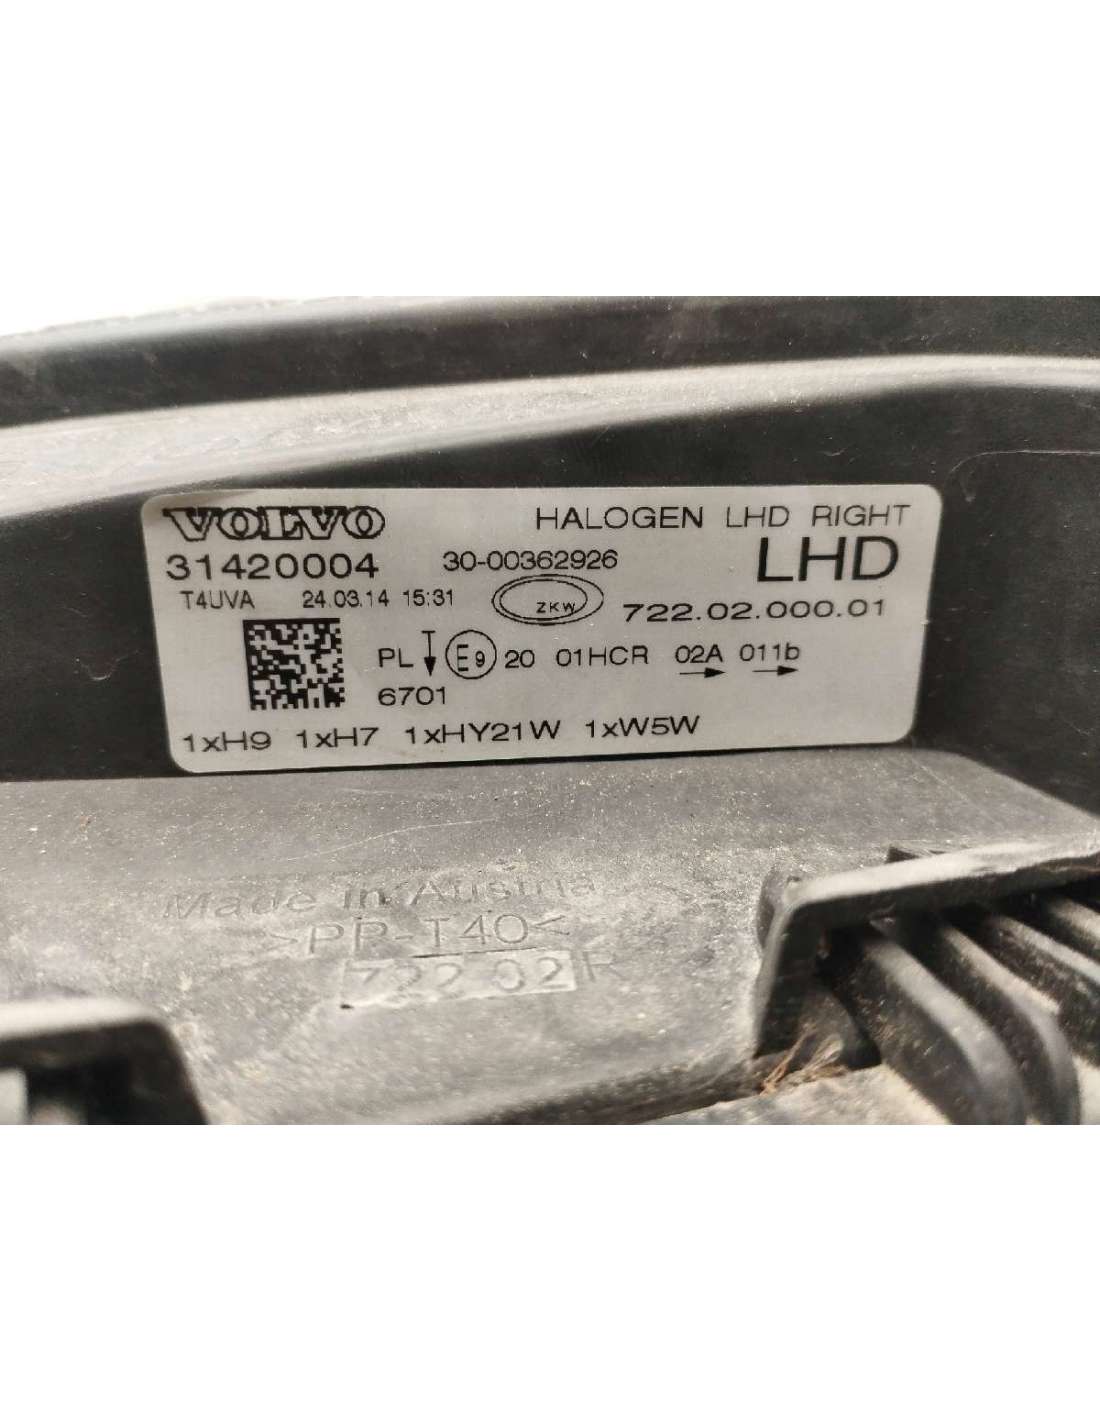 VOLVO HALOGEN LHD RIGHT
31420004 30-00362926 LHD
T4UVA 24.03.14 15:31 ZKW 722.02.000.01
PL E9 20 01HCR 02A 011b
6701
1xH9 1xH7 1xHY21W 1xW5W
Made in Austria
>PP-T40<
722.02 R